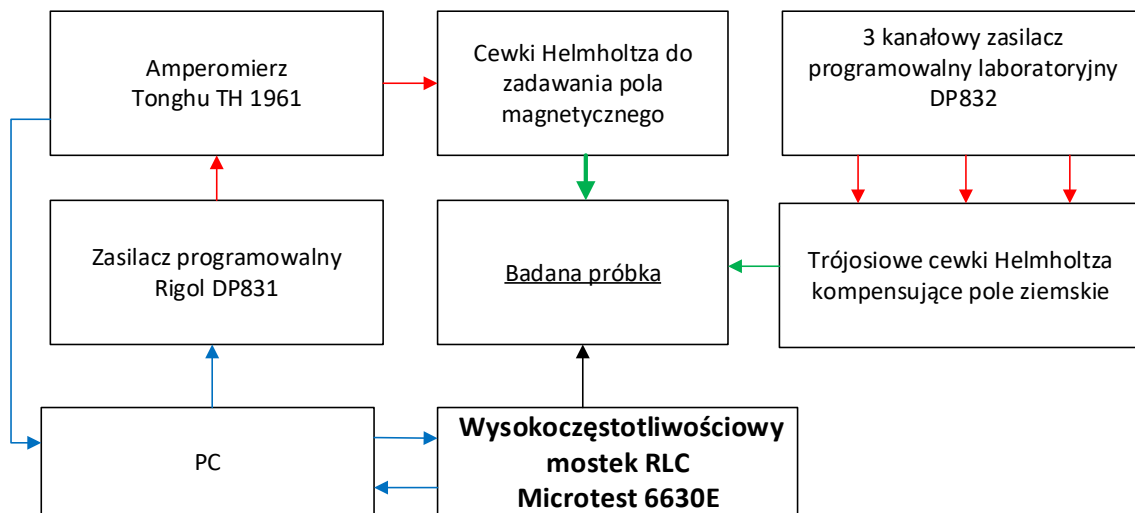 Amperomierz
Tonghu TH 1961
Cewki Helmholtza do
zadawania pola
magnetycznego
3 kanałowy zasilacz
programowalny laboratoryjny
DP832
Zasilacz programowalny
Rigol DP831
Badana próbka
Trójosiowe cewki Helmholtza
kompensujące pole ziemskie
PC
Wysokoczęstotliwościowy
mostek RLC
Microtest 6630E